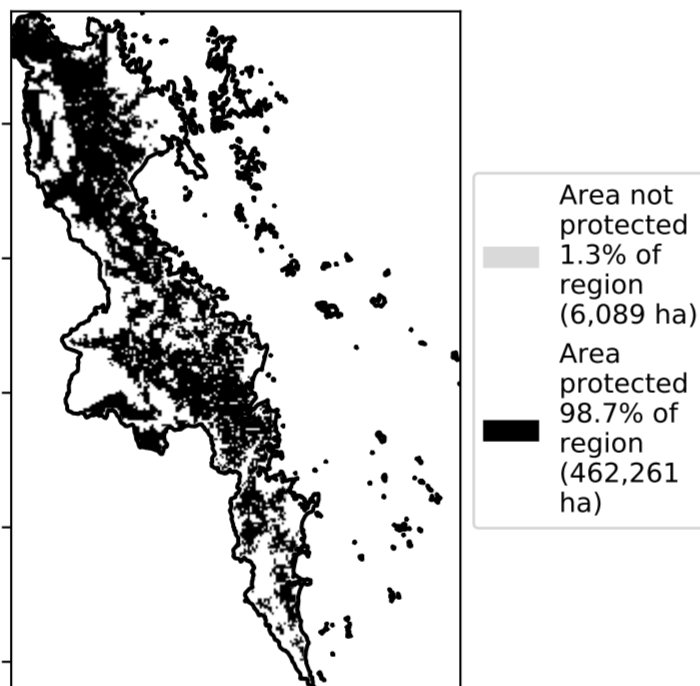 Area not
protected
1.3% of
region
(6,089 ha)
Area
protected
98.7% of
region
(462,261
ha)